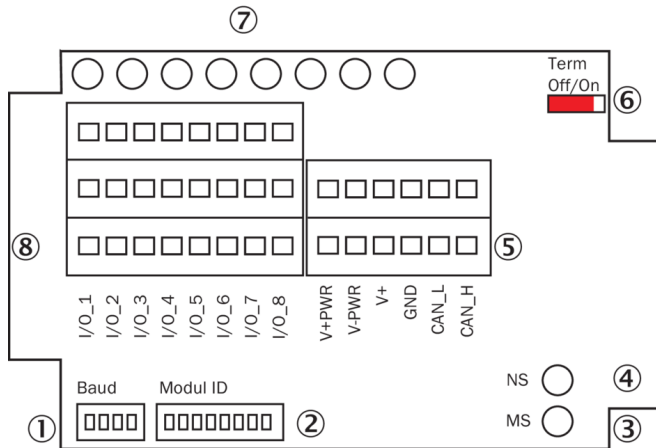 ⑦
Term
Off/On
⑥
⑧
⑤
I/O_1 I/O_2 I/O_3 I/O_4 I/O_5 I/O_6 I/O_7 I/O_8 V+PWR V-PWR V+ GND CAN_L CAN_H
Baud Modul ID
NS ④
① ② MS ③